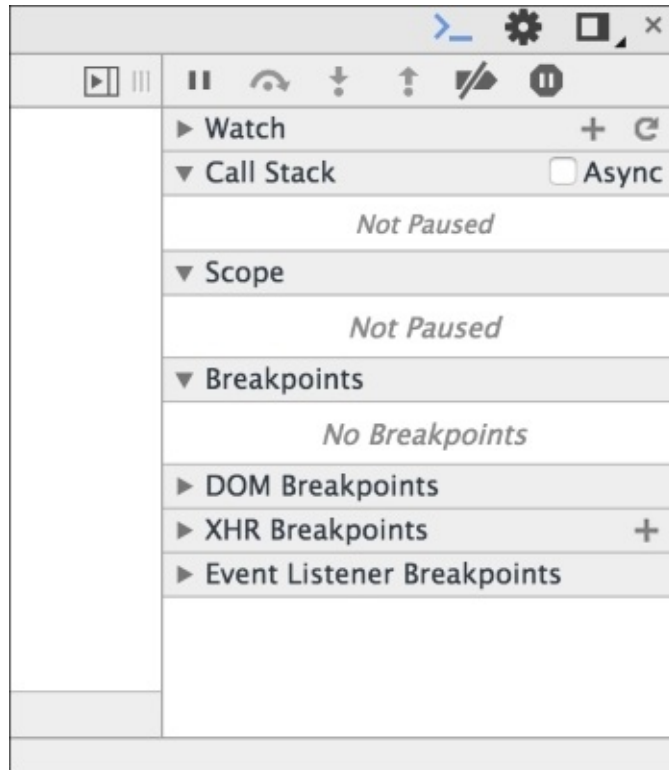 Watch
Call Stack Async
Not Paused
Scope
Not Paused
Breakpoints
No Breakpoints
DOM Breakpoints
XHR Breakpoints
Event Listener Breakpoints